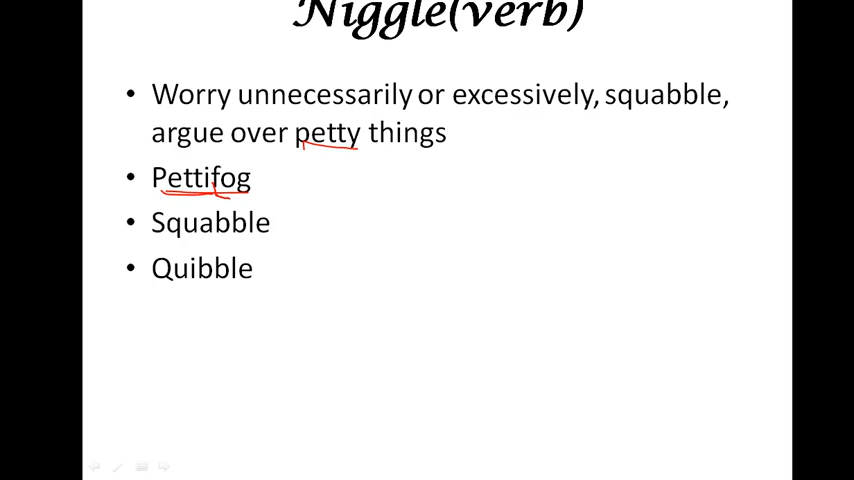 Niggle(verb)
• Worry unnecessarily or excessively, squabble,
argue over petty things
• Pettifog
• Squabble
• Quibble